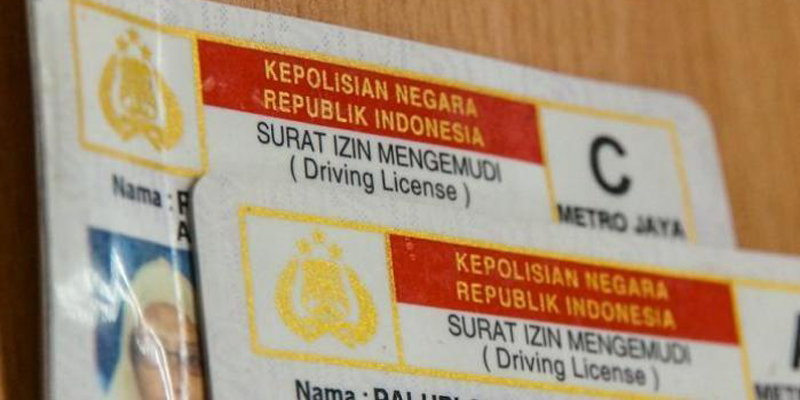 KEPOLISIAN NEGARA
REPUBLIK INDONESIA
SURAT IZIN MENGEMUDI
( Driving License )
C
METRO JAYA
Nama :
KEPOLISIAN NEGARA
REPUBLIK INDONESIA
SURAT IZIN MENGEMUDI
( Driving License )
Nama :